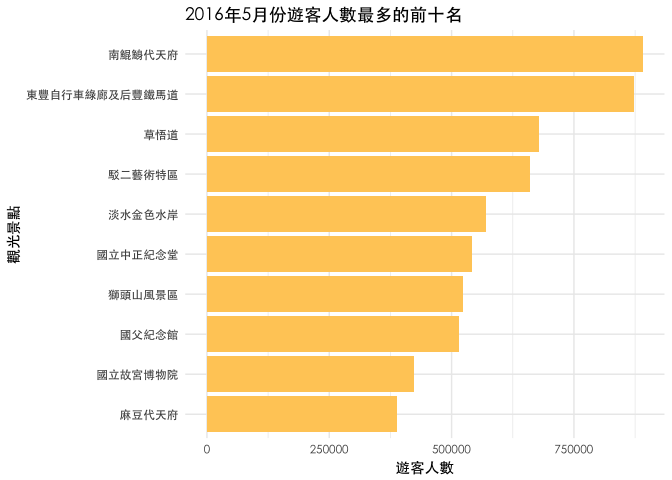 2016年5月份遊客人數最多的前十名
南鯤鯓代天府
東豐自行車綠廊及后豐鐵馬道
草悟道
駁二藝術特區
淡水金色水岸
國立中正紀念堂
獅頭山風景區
國父紀念館
國立故宮博物院
麻豆代天府
觀光景點
0 250000 500000 750000
遊客人數